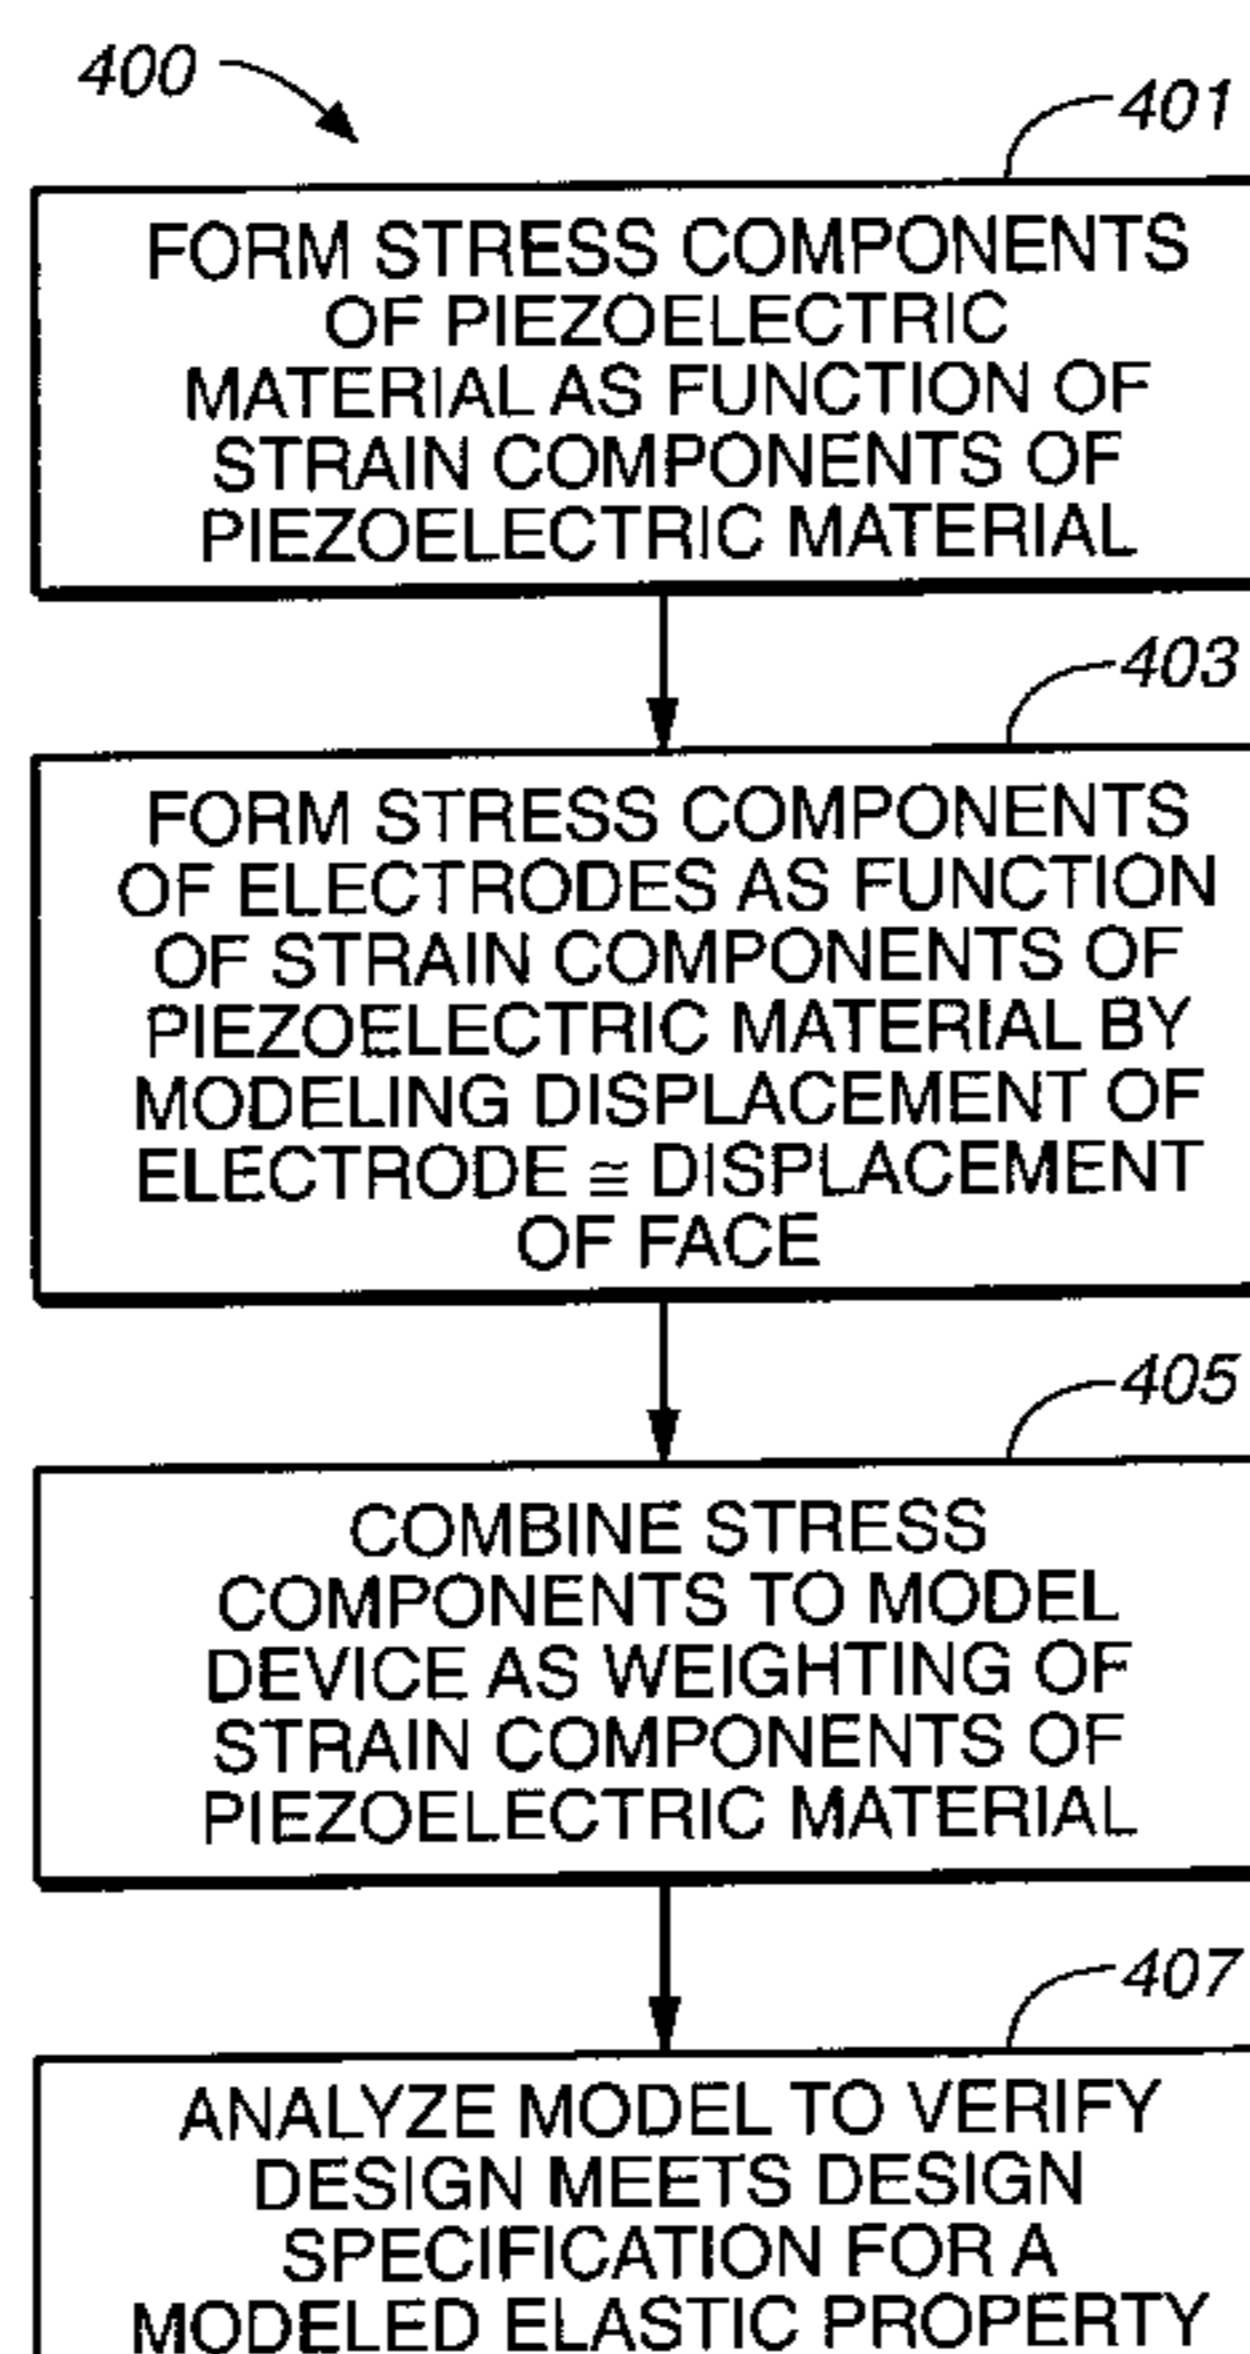 400
401
FORM STRESS COMPONENTS
OF PIEZOELECTRIC
MATERIAL AS FUNCTION OF
STRAIN COMPONENTS OF
PIEZOELECTRIC MATERIAL
403
FORM STRESS COMPONENTS
OF ELECTRODES AS FUNCTION
OF STRAIN COMPONENTS OF
PIEZOELECTRIC MATERIAL BY
MODELING DISPLACEMENT OF
ELECTRODE ≅ DISPLACEMENT
OF FACE
405
COMBINE STRESS
COMPONENTS TO MODEL
DEVICE AS WEIGHTING OF
STRAIN COMPONENTS OF
PIEZOELECTRIC MATERIAL
407
ANALYZE MODEL TO VERIFY
DESIGN MEETS DESIGN
SPECIFICATION FOR A
MODELED ELASTIC PROPERTY